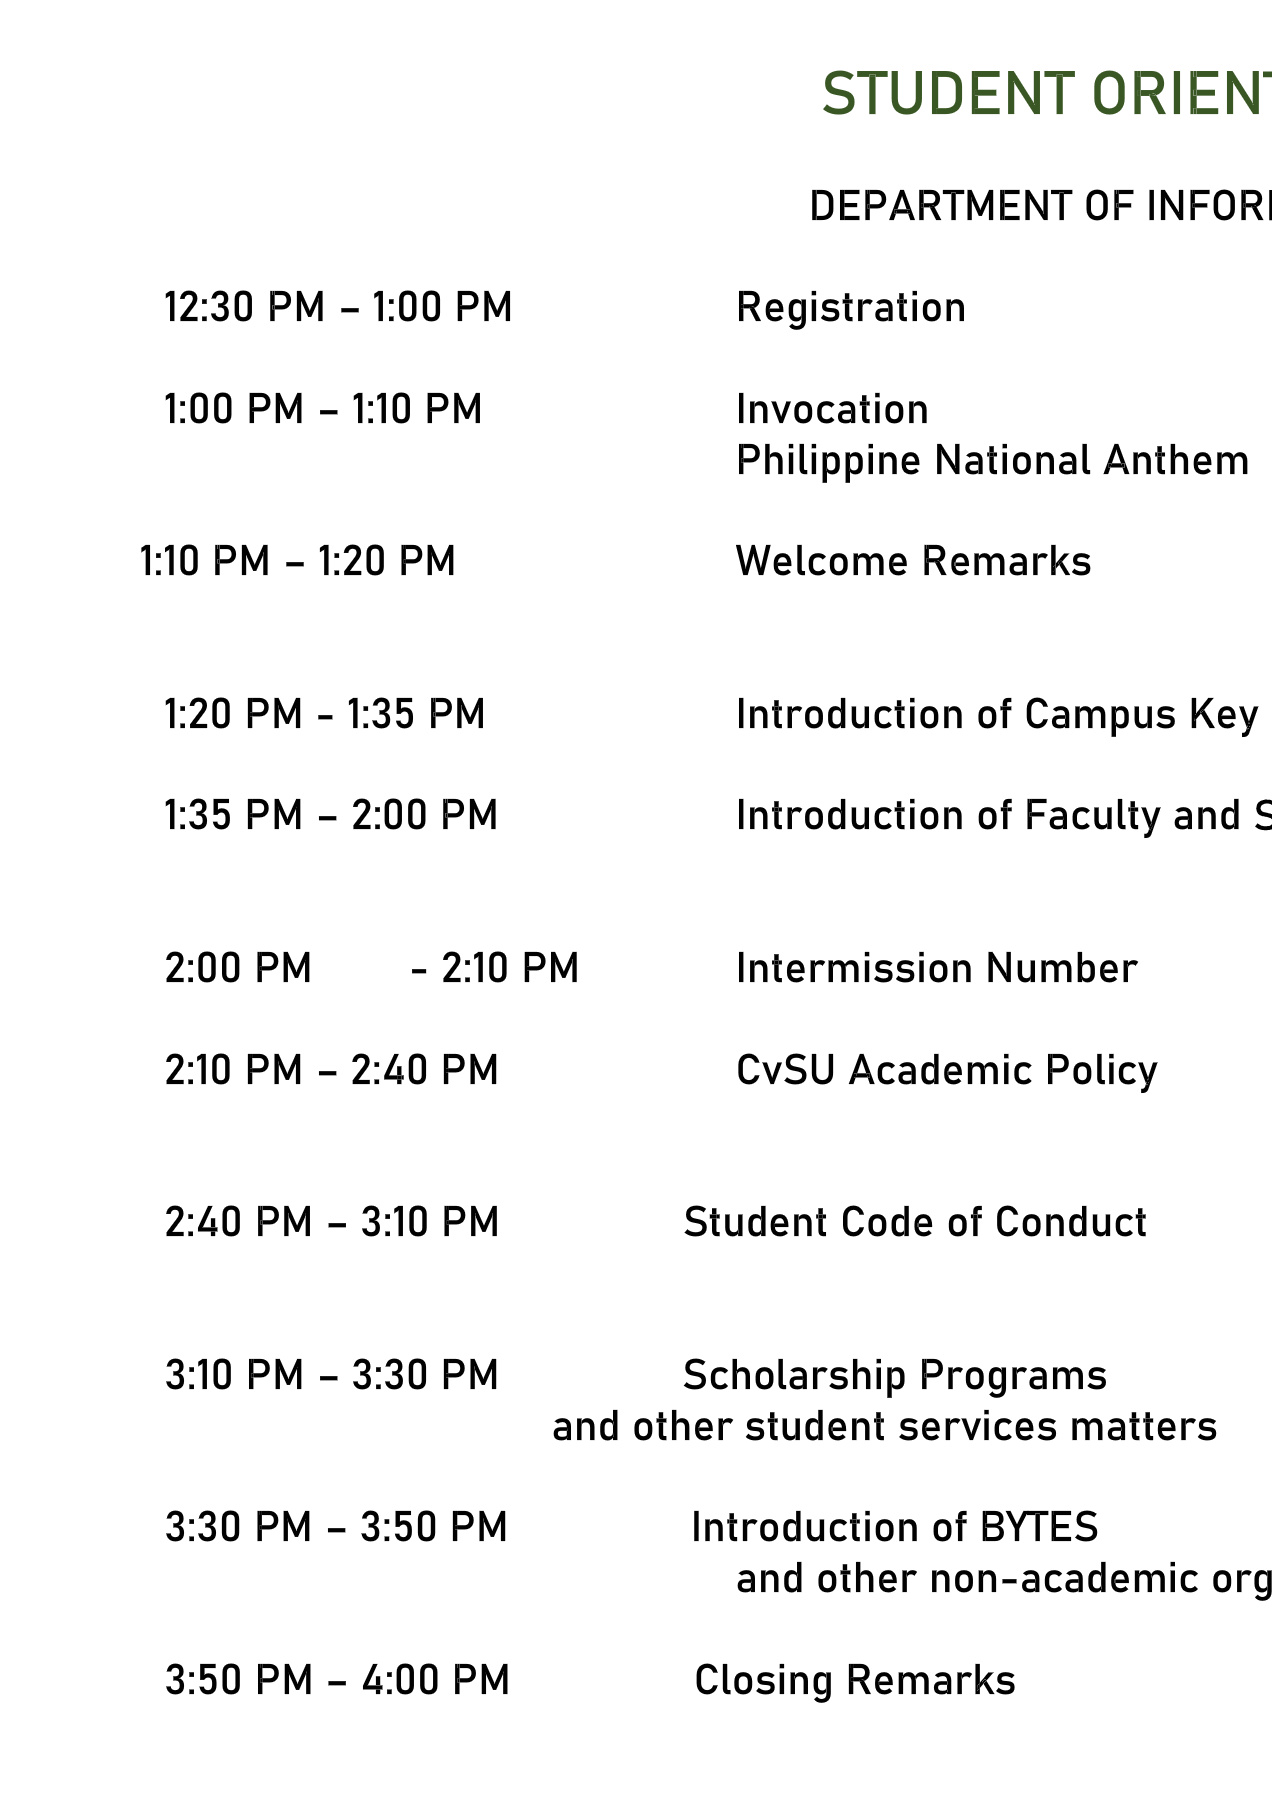 STUDENT ORIENT
DEPARTMENT OF INFOR
12:30 PM – 1:00 PM Registration
1:00 PM – 1:10 PM Invocation
Philippine National Anthem
1:10 PM – 1:20 PM Welcome Remarks
1:20 PM - 1:35 PM Introduction of Campus Key
1:35 PM – 2:00 PM Introduction of Faculty and S
2:00 PM - 2:10 PM Intermission Number
2:10 PM – 2:40 PM CvSU Academic Policy
2:40 PM – 3:10 PM Student Code of Conduct
3:10 PM – 3:30 PM Scholarship Programs
and other student services matters
3:30 PM – 3:50 PM Introduction of BYTES
and other non-academic org
3:50 PM – 4:00 PM Closing Remarks